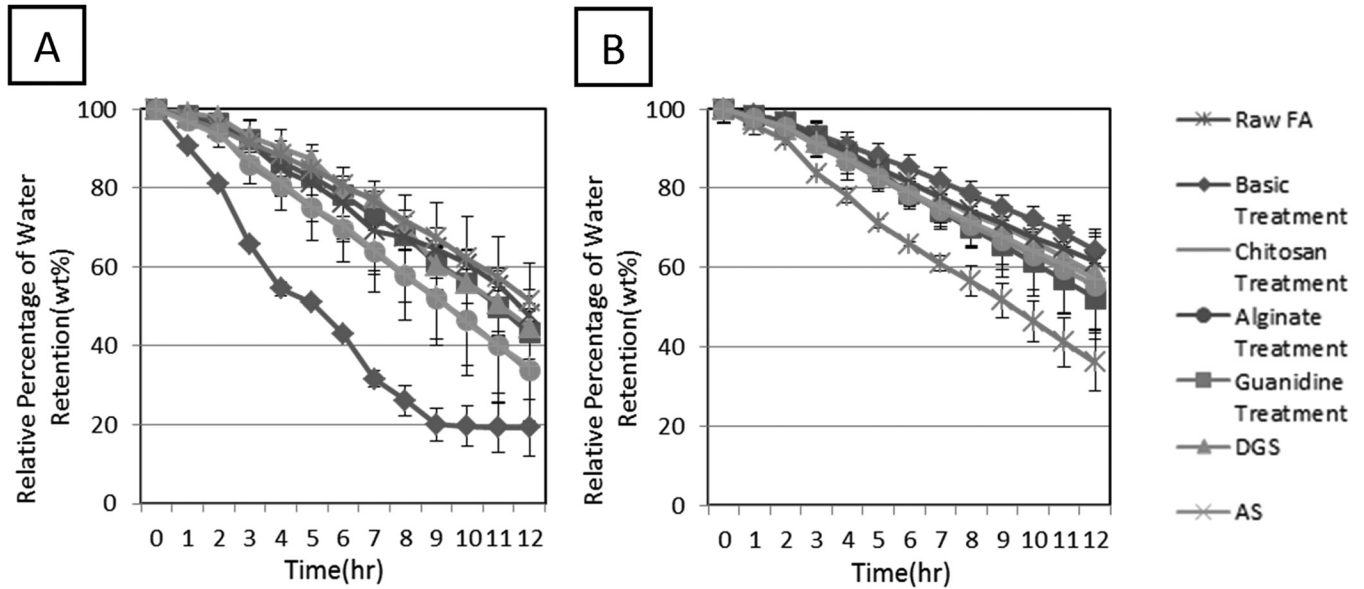 A
B
Relative Percentage of Water
Retention(wt%)
100
80
60
40
20
0
0 1 2 3 4 5 6 7 8 9 10 11 12
Time(hr)
Relative Percentage of Water
Retention(wt%)
100
80
60
40
20
0
0 1 2 3 4 5 6 7 8 9 10 11 12
Time(hr)
Raw FA
Basic
Treatment
Chitosan
Treatment
Alginate
Treatment
Guanidine
Treatment
DGS
AS